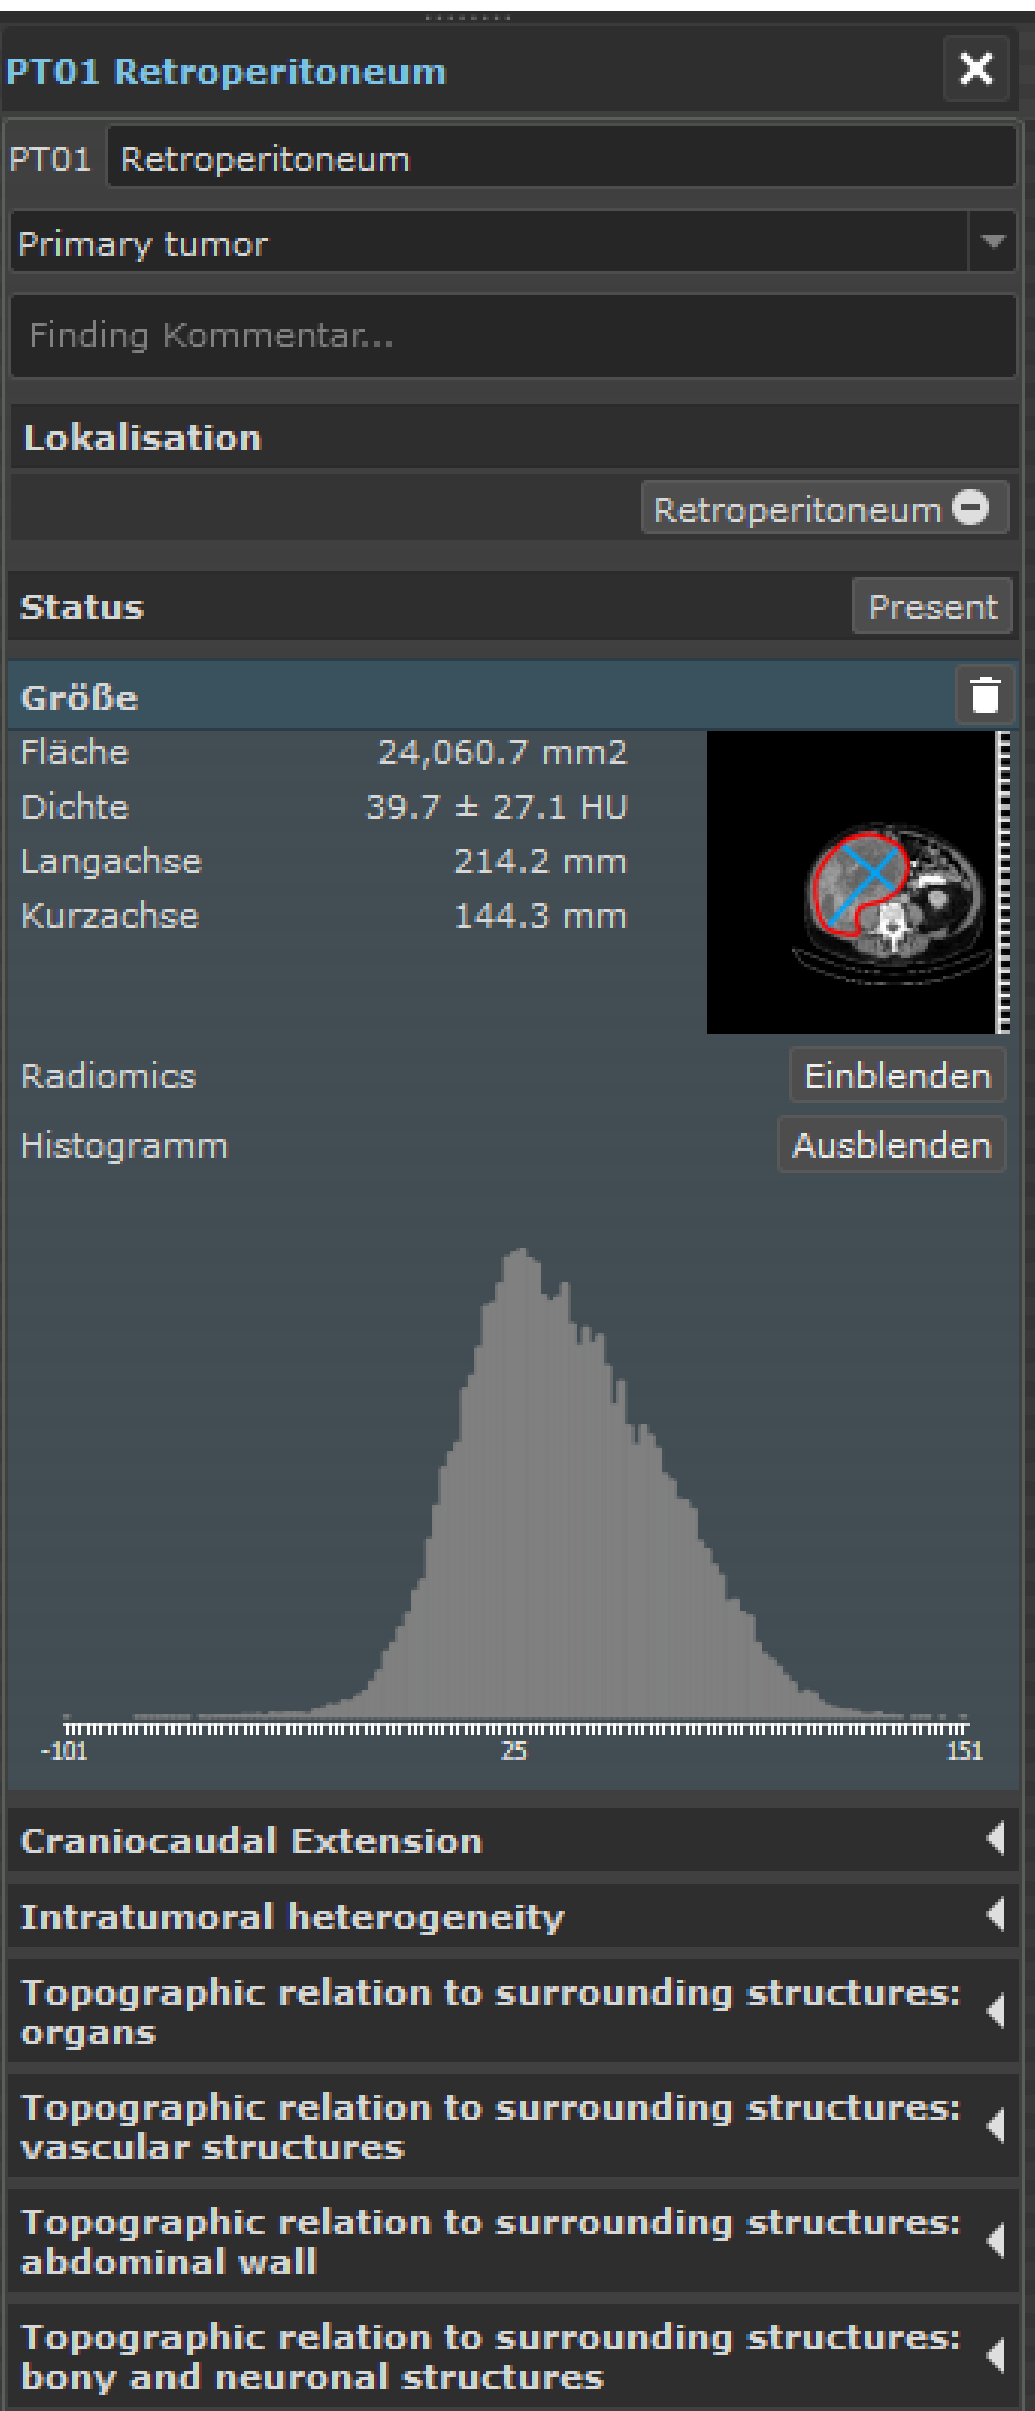 PT01 Retroperitoneum
PT01 Retroperitoneum
Primary tumor
Finding Kommentar...
Lokalisation
Retroperitoneum
Status Present
Größe
Fläche 24,060.7 mm2
Dichte 39.7 ± 27.1 HU
Langachse 214.2 mm
Kurzachse 144.3 mm
Radiomics Einblenden
Histogramm Ausblenden
-101 25 151
Craniocaudal Extension
Intratumoral heterogeneity
Topographic relation to surrounding structures:
organs
Topographic relation to surrounding structures:
vascular structures
Topographic relation to surrounding structures:
abdominal wall
Topographic relation to surrounding structures:
bony and neuronal structures